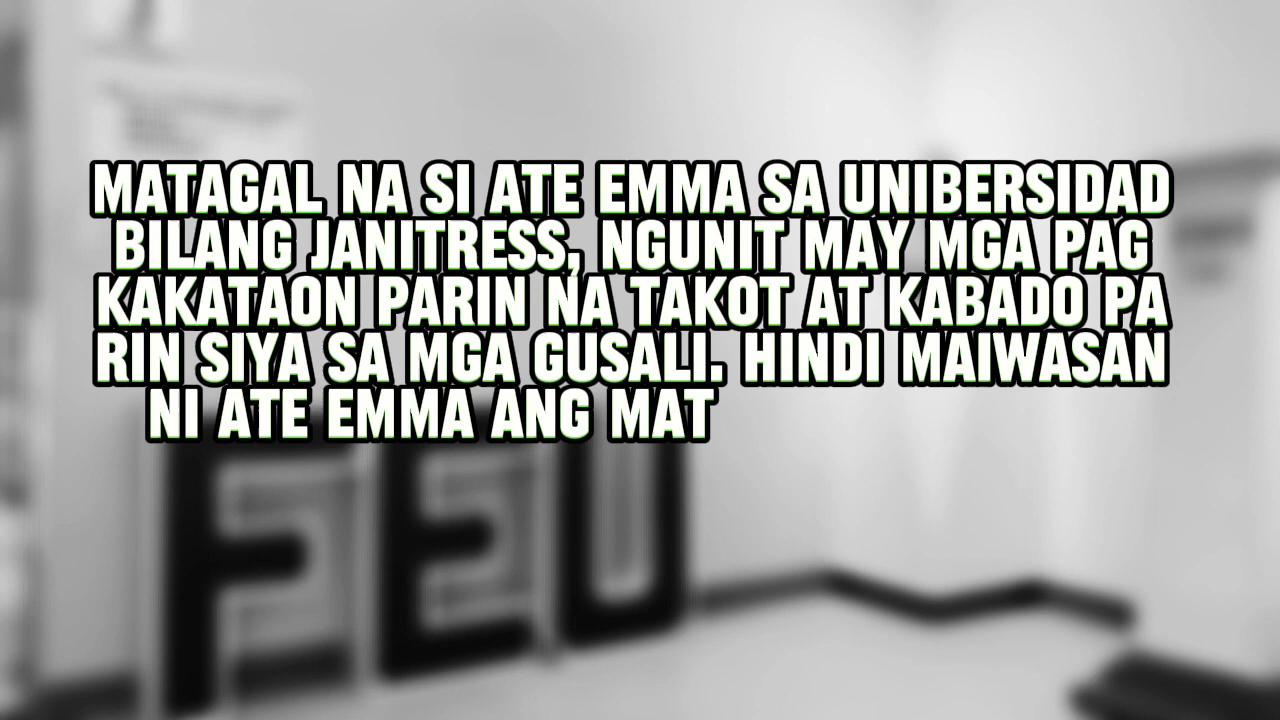 MATAGAL NA SI ATE EMMA SA UNIBERSIDAD
BILANG JANITRESS, NGUNIT MAY MGA PAG
KAKATAON PARIN NA TAKOT AT KABADO PA
RIN SIYA SA MGA GUSALI. HINDI MAIWASAN
NI ATE EMMA ANG MAT
FEU